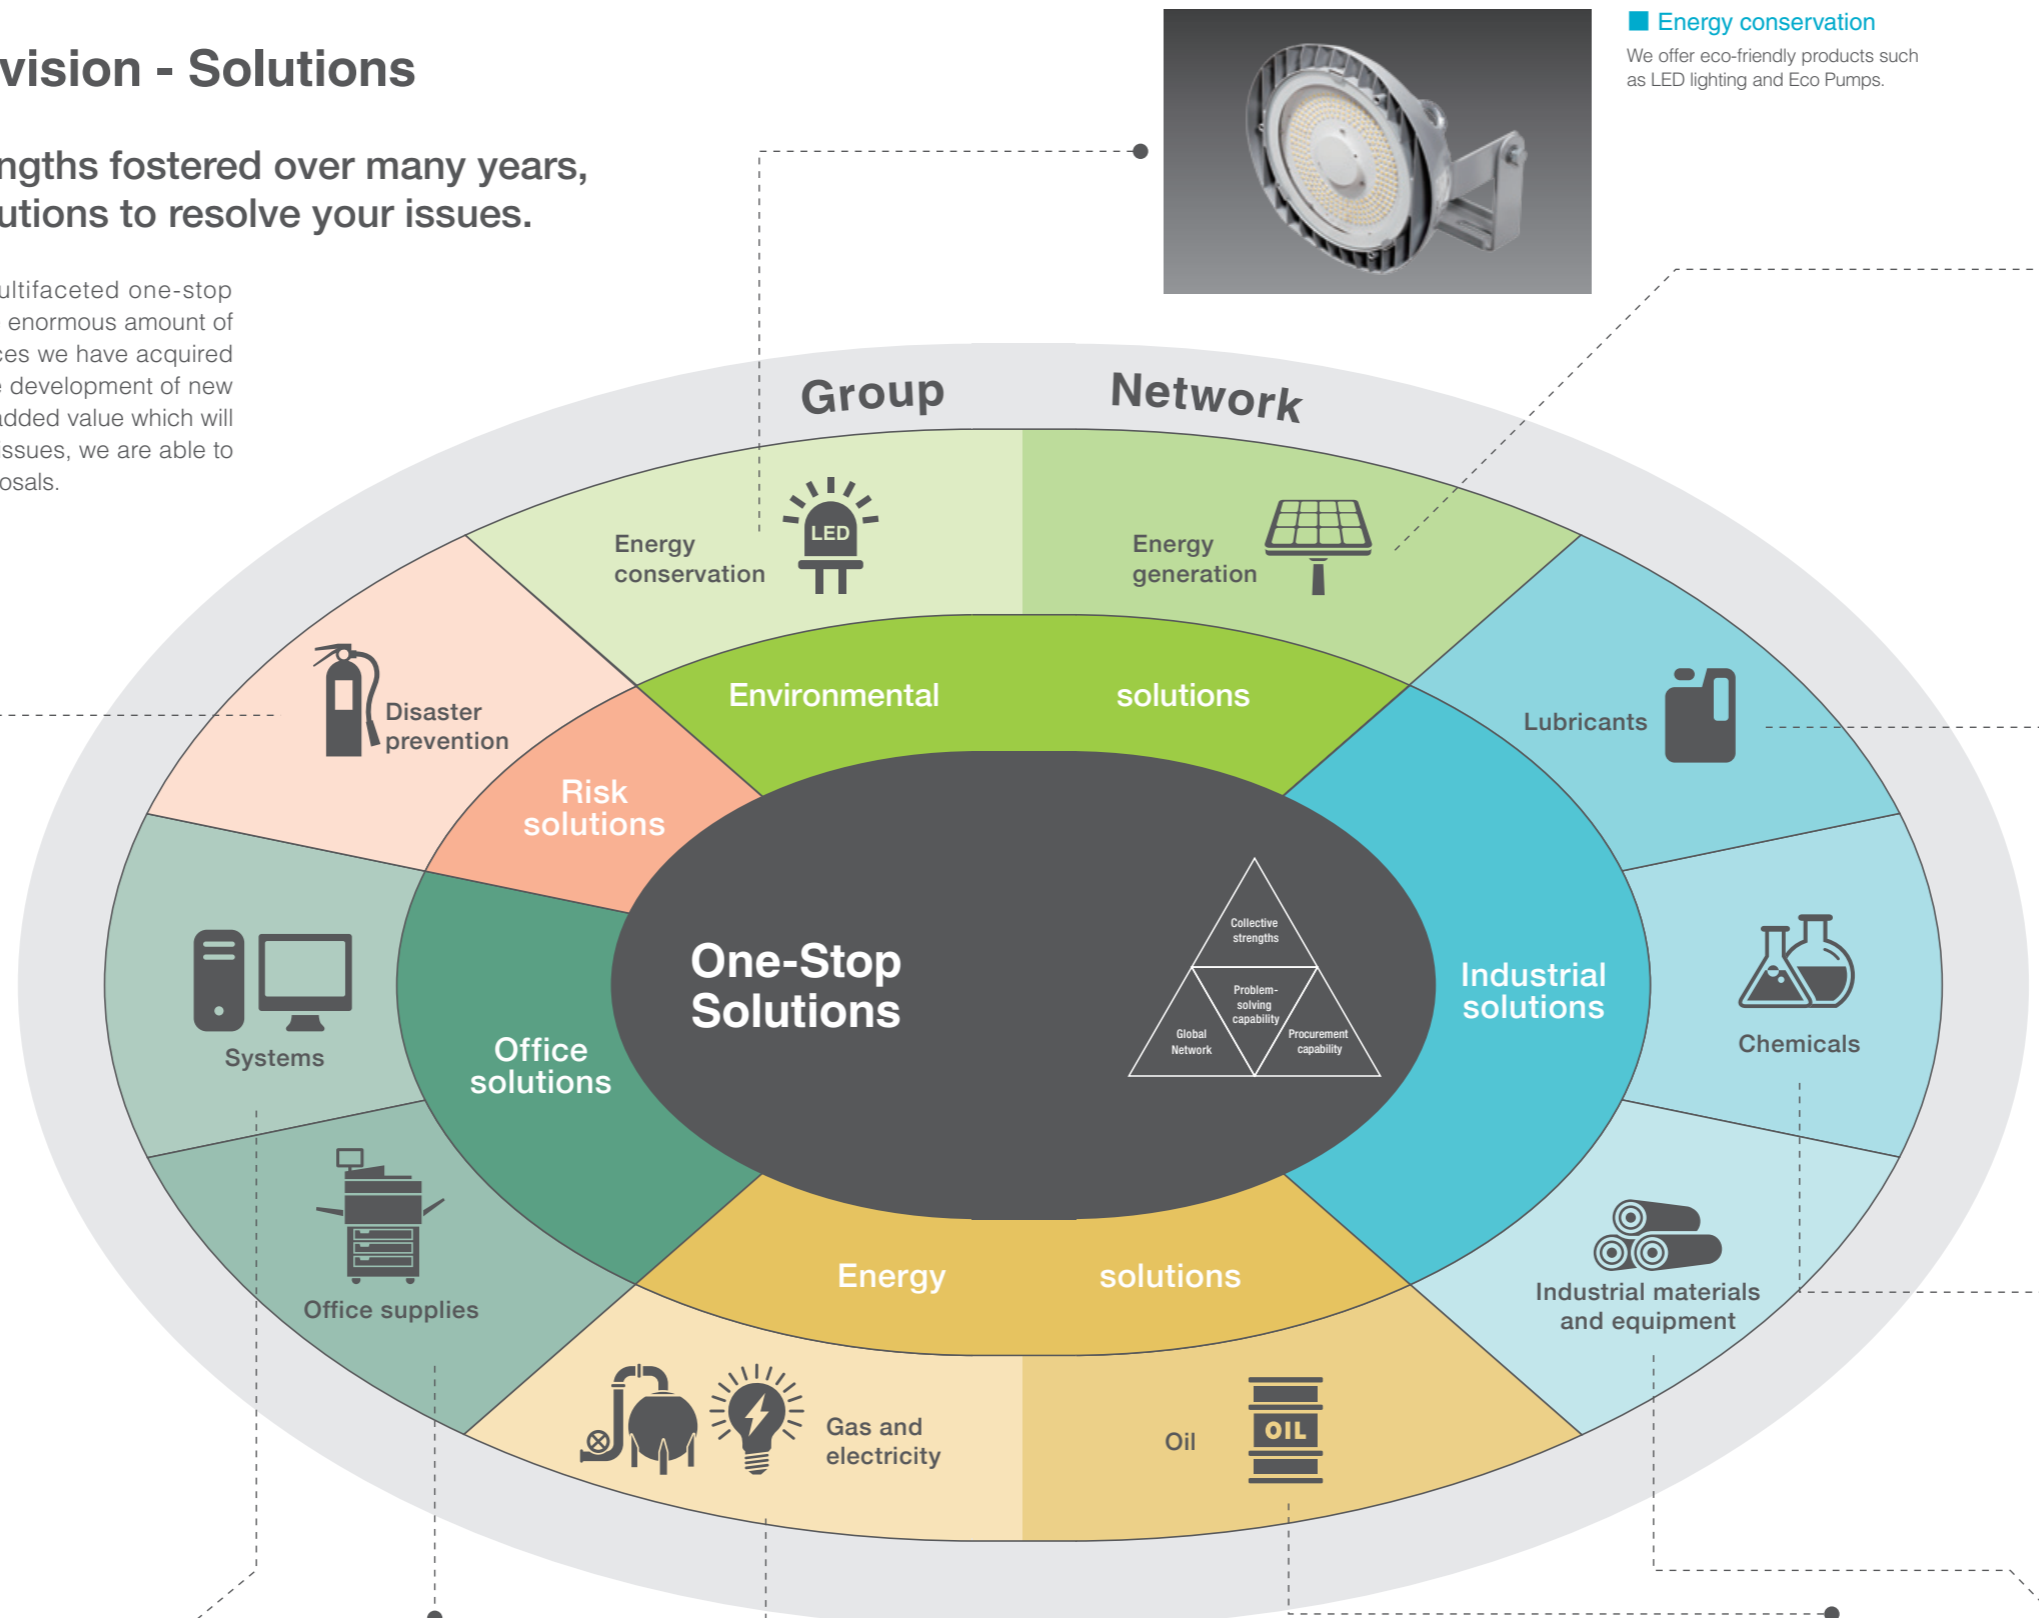 vision - Solutions
ngths fostered over many years,
utions to resolve your issues.
ultifaceted one-stop
enormous amount of
ces we have acquired
e development of new
added value which will
issues, we are able to
osals.
Energy conservation
We offer eco-friendly products such
as LED lighting and Eco Pumps.
Group Network
Energy
conservation
LED
Energy
generation
Disaster
prevention
Environmental solutions
Lubricants
Risk
solutions
Systems
Office
solutions
One-Stop
Solutions
Collective
strengths
Problem-
solving
capability
Global
Network
Procurement
capability
Industrial
solutions
Chemicals
Office supplies
Energy solutions
Industrial materials
and equipment
Gas and
electricity
Oil
OIL